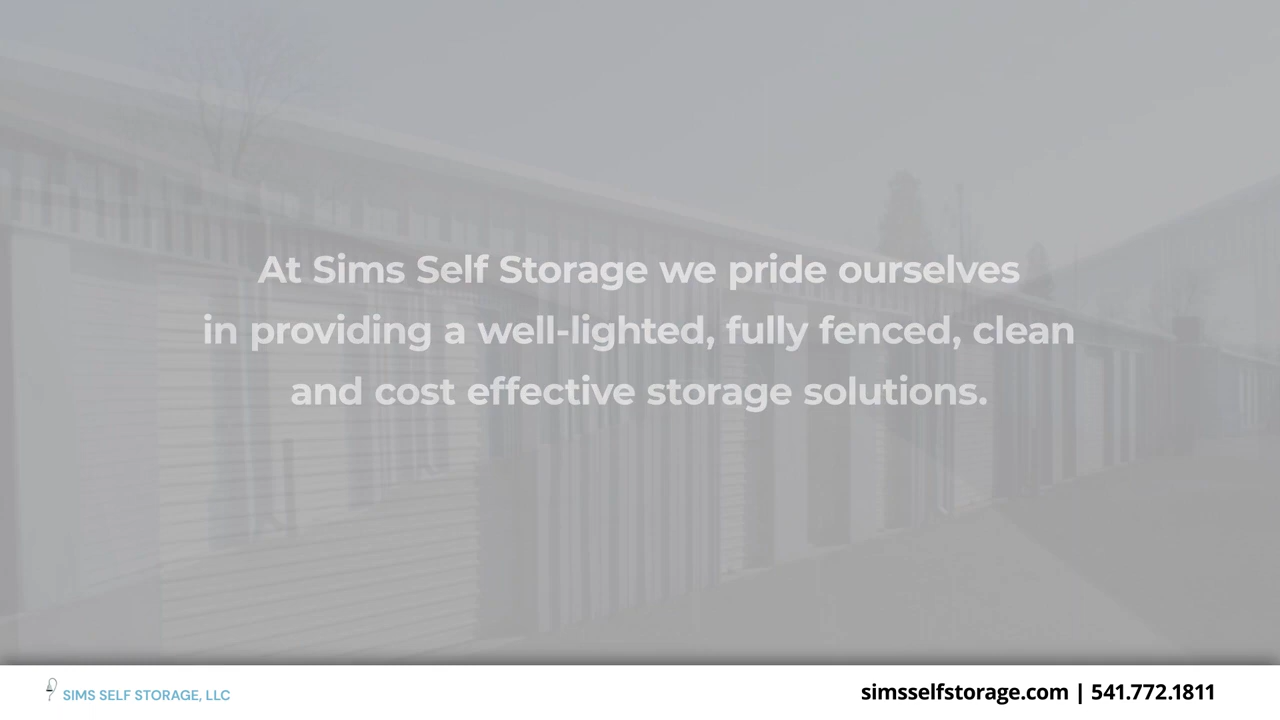 At Sims Self Storage we pride ourselves
in providing a well-lighted, fully fenced, clean
and cost effective storage solutions.
SIMS SELF STORAGE, LLC
simsselfstorage.com | 541.772.1811